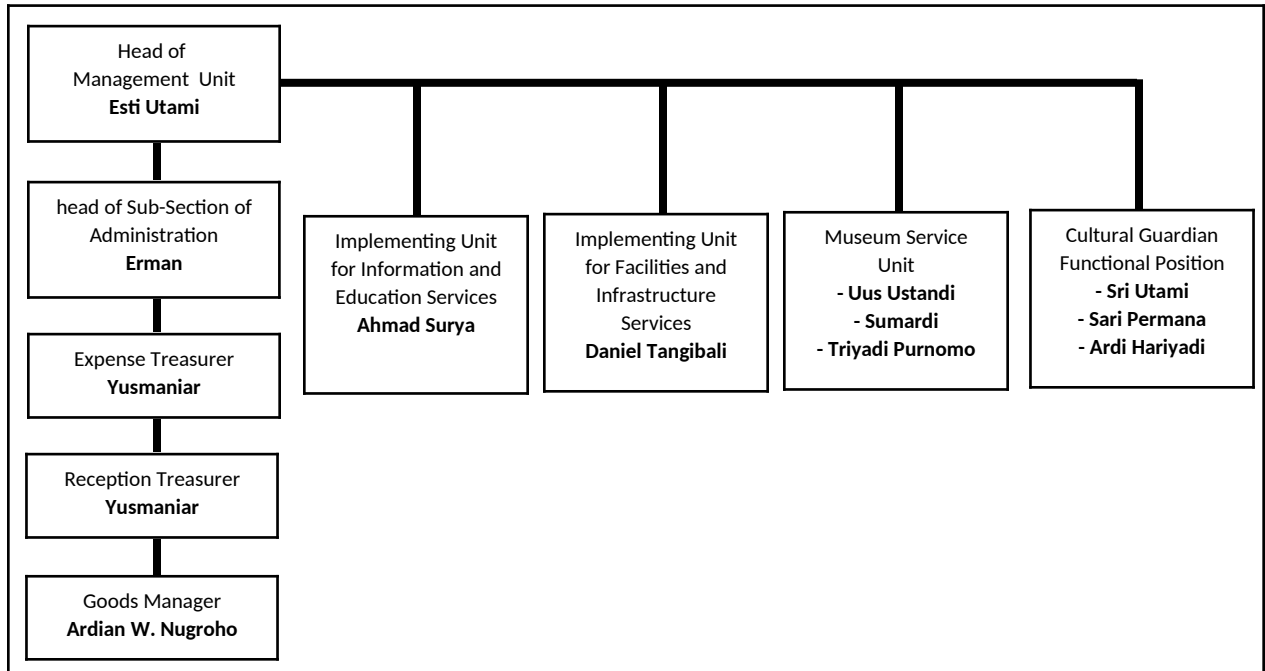 Head of
Management Unit
Esti Utami
head of Sub-Section of
Administration
Erman
Expense Treasurer
Yusmaniar
Reception Treasurer
Yusmaniar
Goods Manager
Ardian W. Nugroho
Implementing Unit
for Information and
Education Services
Ahmad Surya
Implementing Unit
for Facilities and
Infrastructure
Services
Daniel Tangibali
Museum Service
Unit
- Uus Ustandi
- Sumardi
- Triyadi Purnomo
Cultural Guardian
Functional Position
- Sri Utami
- Sari Permana
- Ardi Hariyadi